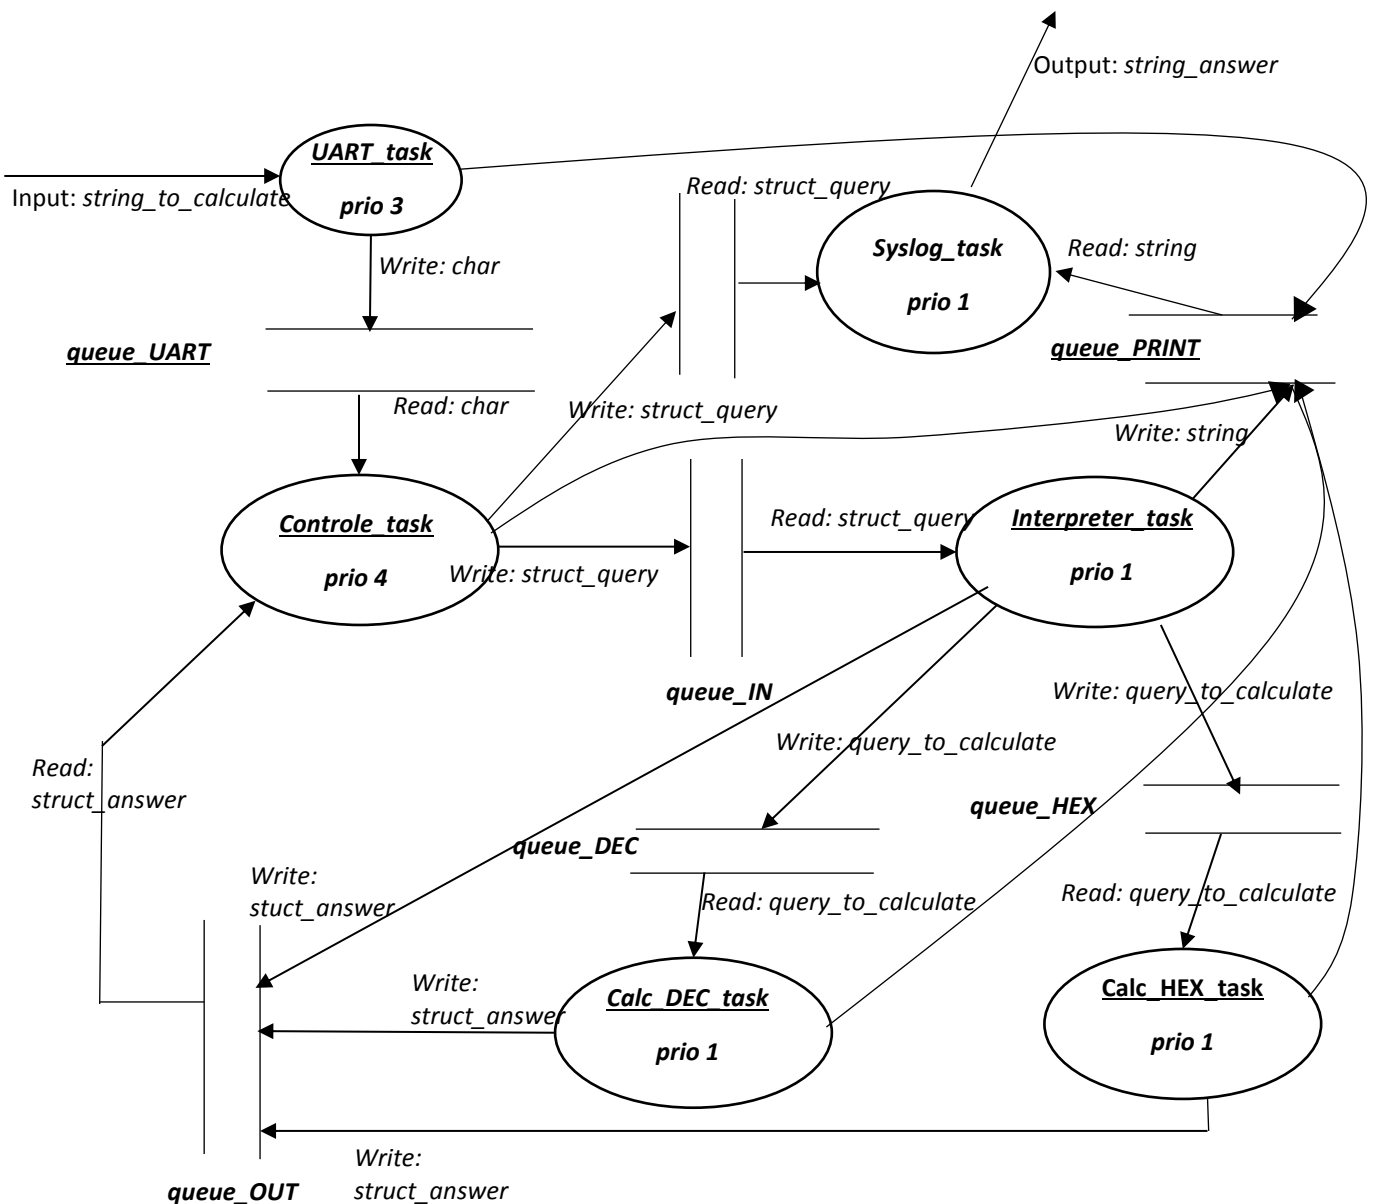 Output: string_answer
UART_task
prio 3
Input: string_to_calculate
Read: struct_query
Write: char
Syslog_task
prio 1
Read: string
queue_UART
queue_PRINT
Read: char
Write: struct_query
Write: string
Controle_task
prio 4
Write: struct_query
Read: struct_query
Interpreter_task
prio 1
queue_IN
Write: query_to_calculate
Write: query_to_calculate
Read:
struct_answer
queue_HEX
queue_DEC
Write:
stuct_answer
Read: query_to_calculate
Read: query_to_calculate
Write:
struct_answer
Calc_DEC_task
prio 1
Calc_HEX_task
prio 1
Write:
struct_answer
queue_OUT